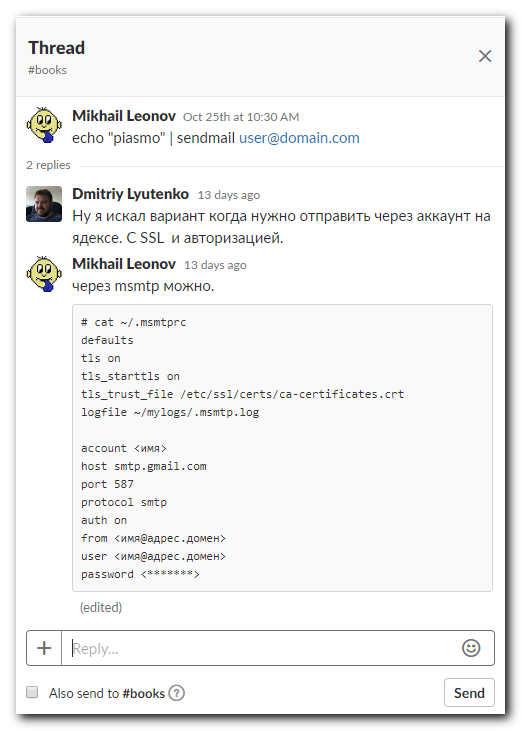 Thread
#books
Mikhail Leonov Oct 25th at 10:30 AM
echo "piasmo" | sendmail user@domain.com
2 replies
Dmitriy Lyutenko 13 days ago
Ну я искал вариант когда нужно отправить через аккаунт на
ядексе. С SSL и авторизацией.
Mikhail Leonov 13 days ago
через msmtp можно.
# cat ~/.msmtprc
defaults
tls on
tls_starttls on
tls_trust_file /etc/ssl/certs/ca-certificates.crt
logfile ~/mylogs/.msmtp.log
account <имя>
host smtp.gmail.com
port 587
protocol smtp
auth on
from <имя@адрес.домен>
user <имя@адрес.домен>
password <*******>
(edited)
Reply...
Also send to #books ?
Send